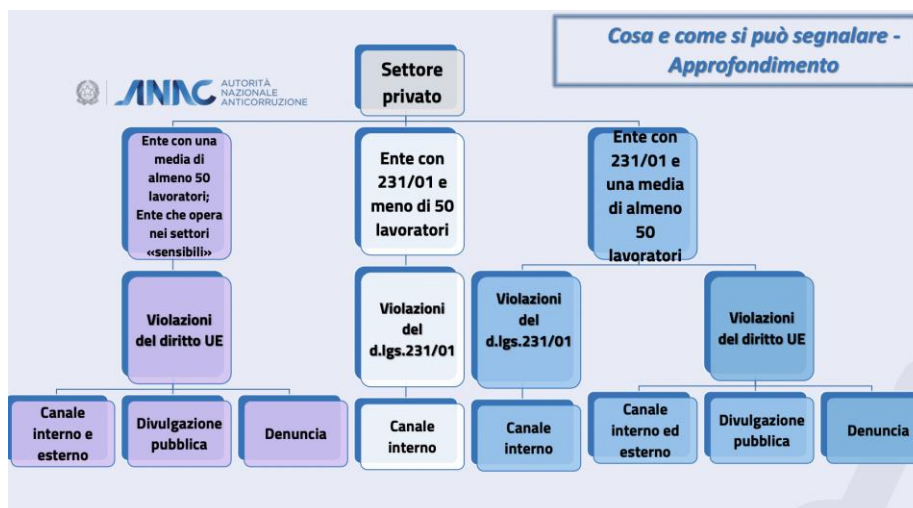 Cosa e come si può segnalare -
Approfondimento
ANAC
AUTORITÀ
NAZIONALE
ANTICORRUZIONE
Settore
privato
Ente con una
media di
almeno 50
lavoratori;
Ente che opera
nei settori
«sensibili»
Ente con
231/01 e
meno di 50
lavoratori
Ente con
231/01 e
una media
di almeno
50
lavoratori
Violazioni
del diritto UE
Violazioni
del
d.lgs.231/01
Violazioni
del
d.lgs.231/01
Violazioni
del diritto UE
Canale
interno e
esterno
Divulgazione
pubblica
Denuncia
Canale
interno
Canale
interno
Canale
interno ed
esterno
Divulgazione
pubblica
Denuncia